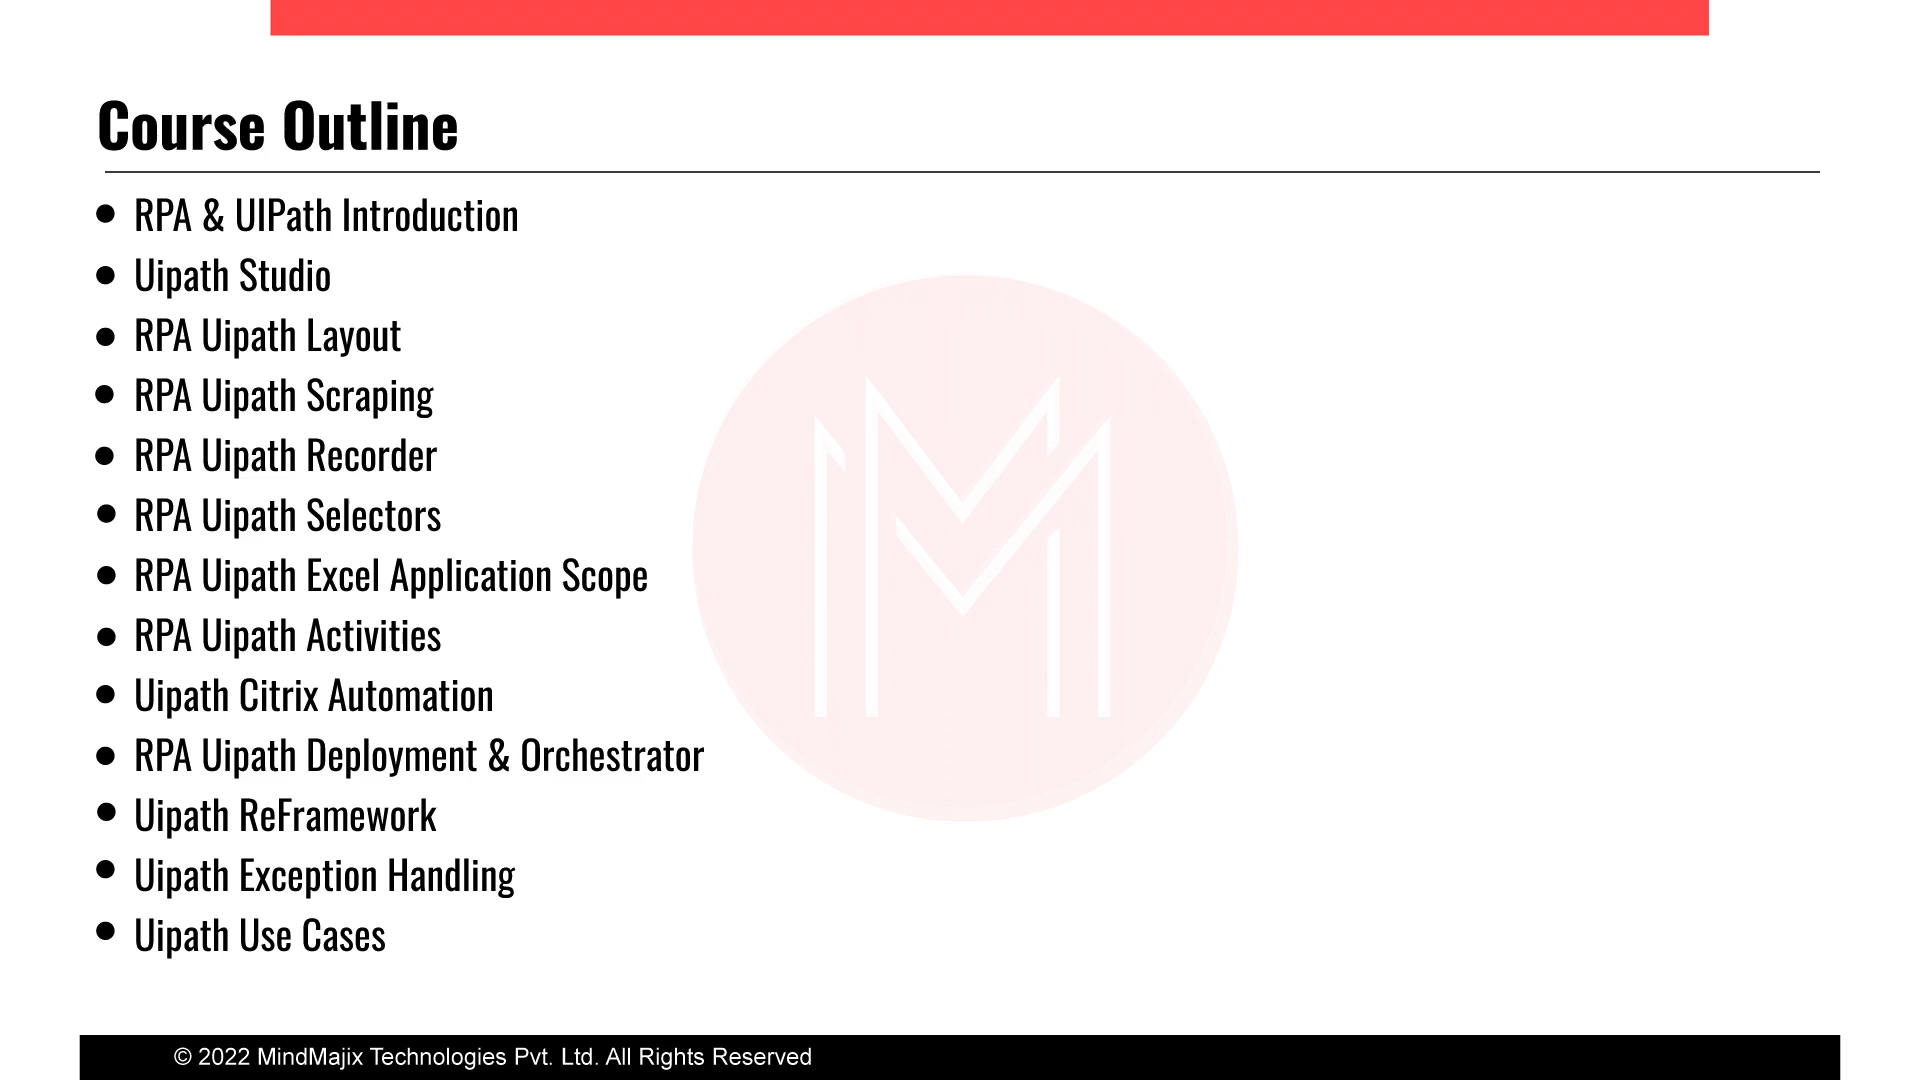 Course Outline
RPA & UIPath Introduction
Uipath Studio
RPA Uipath Layout
RPA Uipath Scraping
RPA Uipath Recorder
RPA Uipath Selectors
RPA Uipath Excel Application Scope
RPA Uipath Activities
Uipath Citrix Automation
RPA Uipath Deployment & Orchestrator
Uipath ReFramework
Uipath Exception Handling
Uipath Use Cases
© 2022 MindMajix Technologies Pvt. Ltd. All Rights Reserved